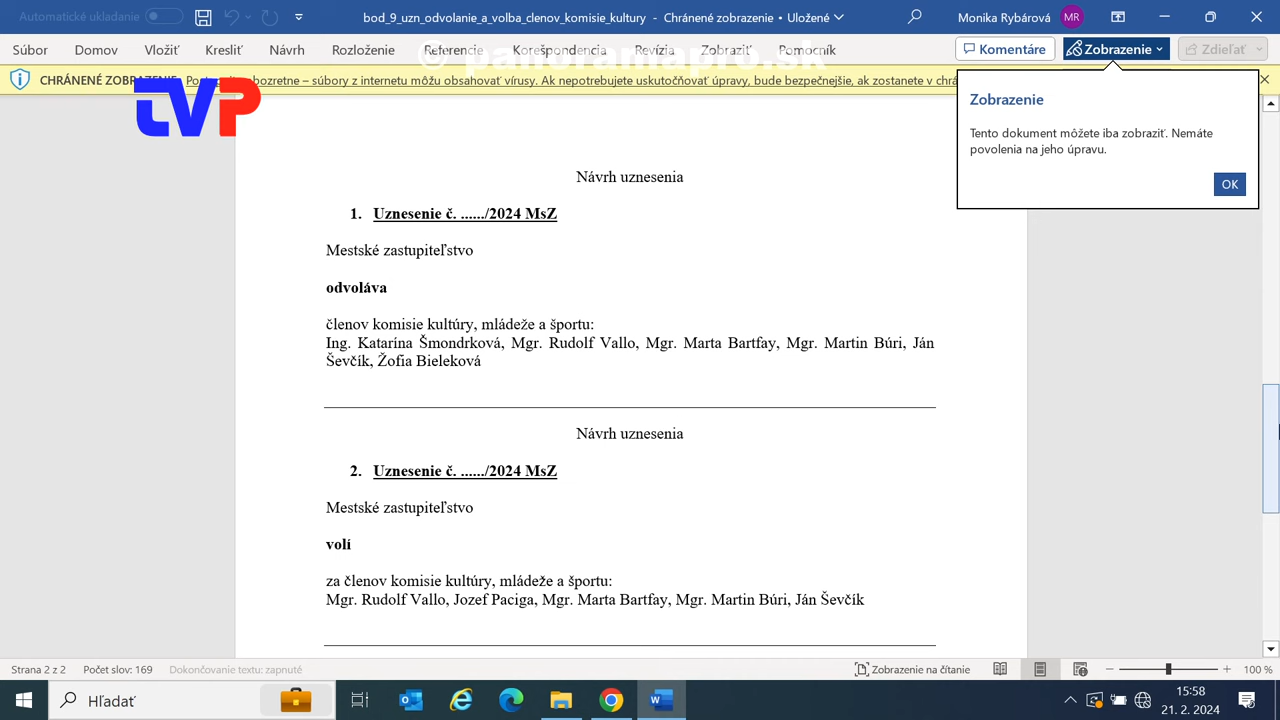 Automatické ukladanie
bod_9_uzn_odvolanie_a_volba_clenov_komisie_kultury - Chránené zobrazenie • Uložené
Monika Rybárová
MR
Súbor Domov Vložiť Kresliť Návrh Rozloženie Referencie Korešpondencia Revízia Zobraziť Pomocník
Komentáre
Zobrazenie
Zdieľať
CHRÁNENÉ ZOBRAZENIE obozretne – súbory z internetu môžu obsahovať vírusy. Ak nepotrebujete uskutočňovať úpravy, bude bezpečnejšie, ak zostanete v
TVP
Zobrazenie
Tento dokument môžete iba zobraziť. Nemáte
povolenia na jeho úpravu.
OK
Návrh uznesenia
1. Uznesenie č. ....../2024 MsZ
Mestské zastupiteľstvo
odvoláva
členov komisie kultúry, mládeže a športu:
Ing. Katarína Šmondrková, Mgr. Rudolf Vallo, Mgr. Marta Bartfay, Mgr. Martin Búri, Ján
Ševčík, Žofia Bieleková
Návrh uznesenia
2. Uznesenie č. ....../2024 MsZ
Mestské zastupiteľstvo
volí
za členov komisie kultúry, mládeže a športu:
Mgr. Rudolf Vallo, Jozef Paciga, Mgr. Marta Bartfay, Mgr. Martin Búri, Ján Ševčík
Strana 2 z 2 Počet slov: 169 Dokončovanie textu: zapnuté
Zobrazenie na čítanie
100 %
Hľadať
15:58
21. 2. 2024